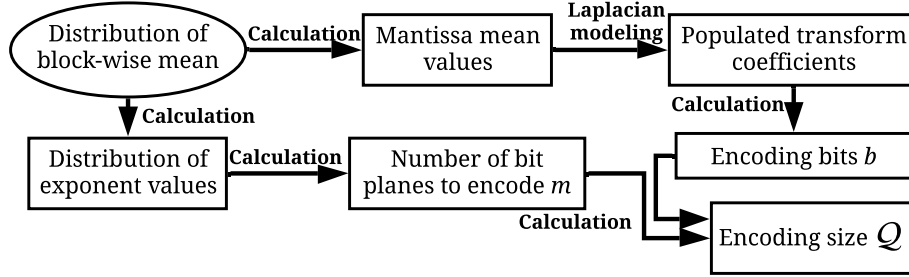 Distribution of
block-wise mean
Calculation
Mantissa mean
values
Laplacian
modeling
Populated transform
coefficients
Calculation
Calculation
Distribution of
exponent values
Calculation
Number of bit
planes to encode m
Encoding bits b
Calculation
Encoding size 𝒬